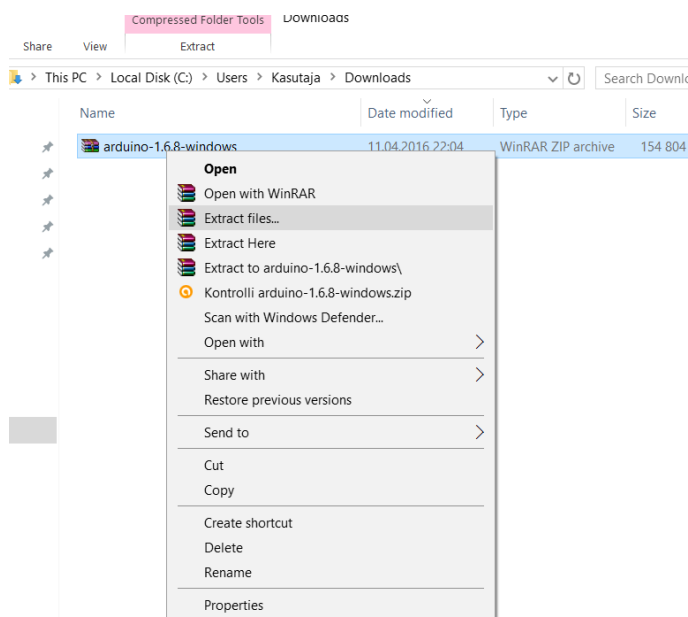 Compressed Folder Tools Downloads
Share View Extract
> This PC > Local Disk (C:) > Users > Kasutaja > Downloads Search Downlo
Name Date modified Type Size
arduino-1.6.8-windows 11.04.2016 22:04 WinRAR ZIP archive 154 804
Open
Open with WinRAR
Extract files...
Extract Here
Extract to arduino-1.6.8-windows\
Kontrolli arduino-1.6.8-windows.zip
Scan with Windows Defender...
Open with
Share with
Restore previous versions
Send to
Cut
Copy
Create shortcut
Delete
Rename
Properties